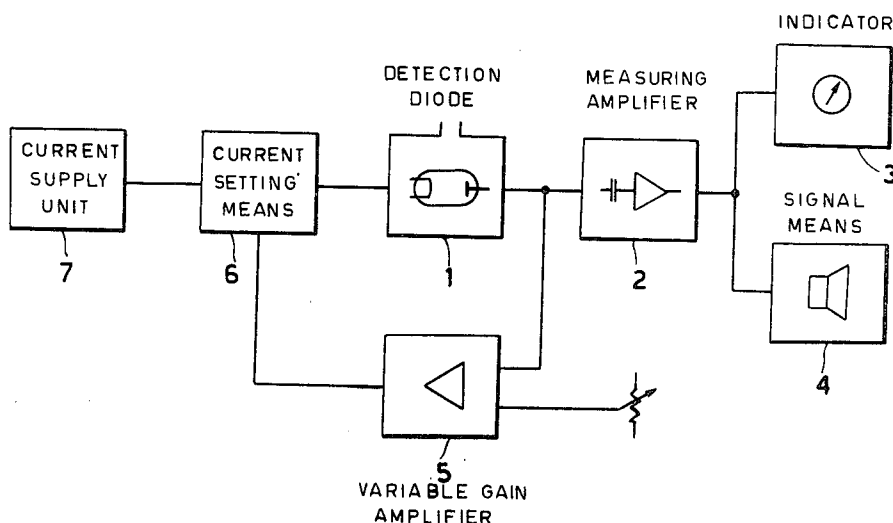 INDICATOR
3
DETECTION
DIODE
1
MEASURING
AMPLIFIER
2
CURRENT
SUPPLY
UNIT
7
CURRENT
SETTING
MEANS
6
SIGNAL
MEANS
4
5
VARIABLE GAIN
AMPLIFIER